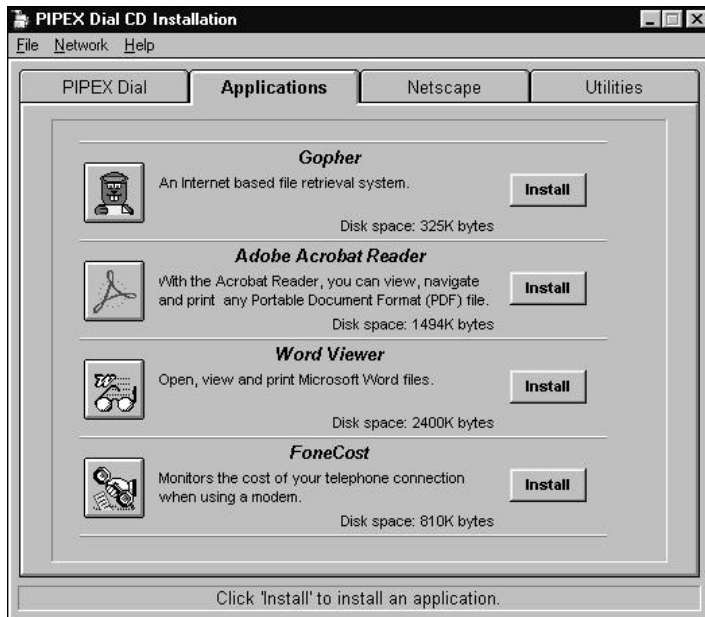 PIPEX Dial CD Installation
File Network Help
PIPEX Dial Applications Netscape Utilities
Gopher
An Internet based file retrieval system.
Install
Disk space: 325K bytes
Adobe Acrobat Reader
With the Acrobat Reader, you can view, navigate
and print any Portable Document Format (PDF) file.
Install
Disk space: 1494K bytes
Word Viewer
Open, view and print Microsoft Word files.
Install
Disk space: 2400K bytes
FoneCost
Monitors the cost of your telephone connection
when using a modem.
Install
Disk space: 810K bytes
Click 'Install' to install an application.